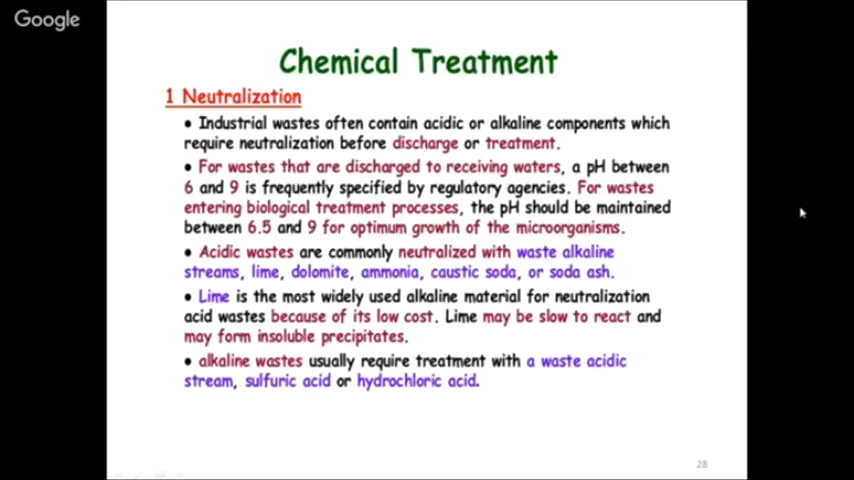 Google
Chemical Treatment
1 Neutralization
• Industrial wastes often contain acidic or alkaline components which
require neutralization before discharge or treatment.
• For wastes that are discharged to receiving waters, a pH between
6 and 9 is frequently specified by regulatory agencies. For wastes
entering biological treatment processes, the pH should be maintained
between 6.5 and 9 for optimum growth of the microorganisms.
• Acidic wastes are commonly neutralized with waste alkaline
streams, lime, dolomite, ammonia, caustic soda, or soda ash.
• Lime is the most widely used alkaline material for neutralization
acid wastes because of its low cost. Lime may be slow to react and
may form insoluble precipitates.
• alkaline wastes usually require treatment with a waste acidic
stream, sulfuric acid or hydrochloric acid.
28